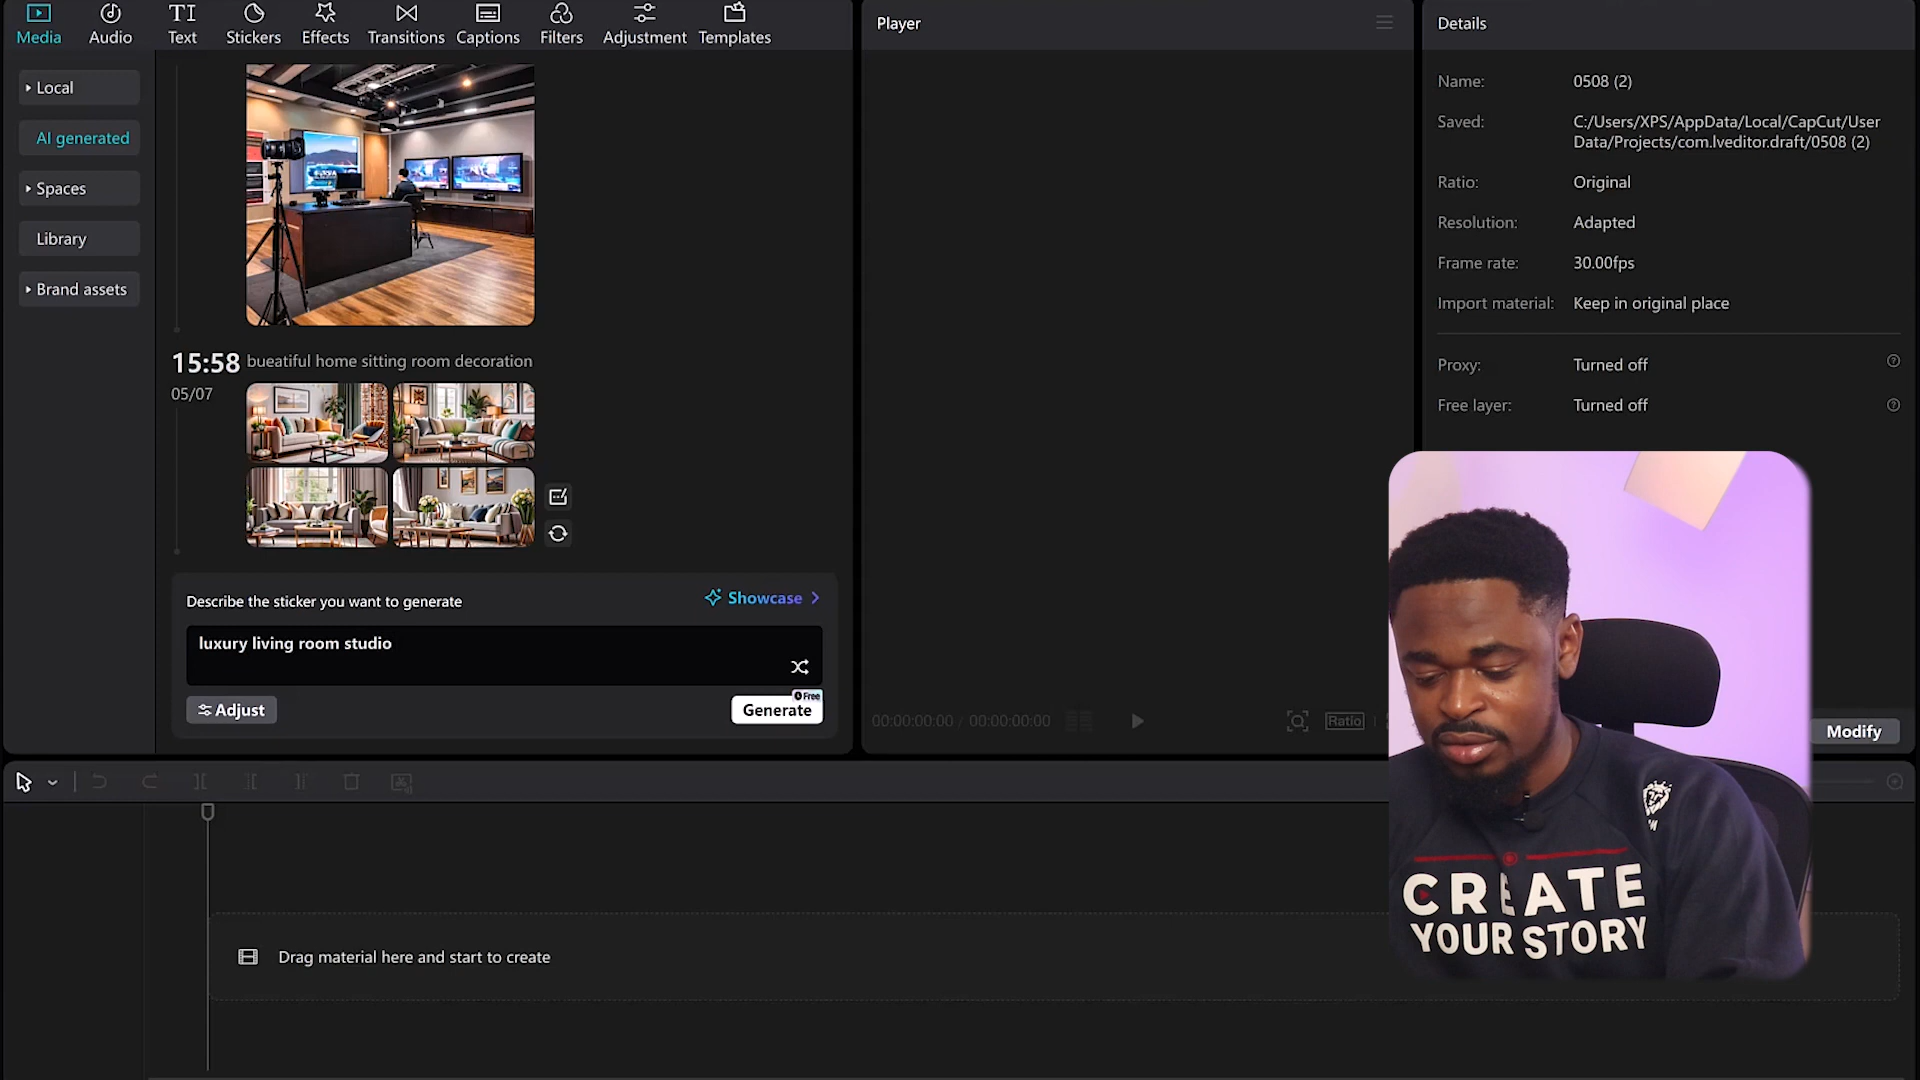 Media
Audio
Text
Stickers
Effects
Transitions
Captions
Filters
Adjustment
Templates
Player
Details
Local
AI generated
Spaces
Library
Brand assets
15:58
05/07
bueatiful home sitting room decoration
Describe the sticker you want to generate
Showcase
luxury living room studio
Adjust
Free
Generate
00:00:00:00 / 00:00:00:00
Ratio
Name: 0508 (2)
Saved: C:/Users/XPS/AppData/Local/CapCut/User
Data/Projects/com.lveditor.draft/0508 (2)
Ratio: Original
Resolution: Adapted
Frame rate: 30.00fps
Import material: Keep in original place
Proxy: Turned off
Free layer: Turned off
Modify
Drag material here and start to create
CREATE
YOUR STORY